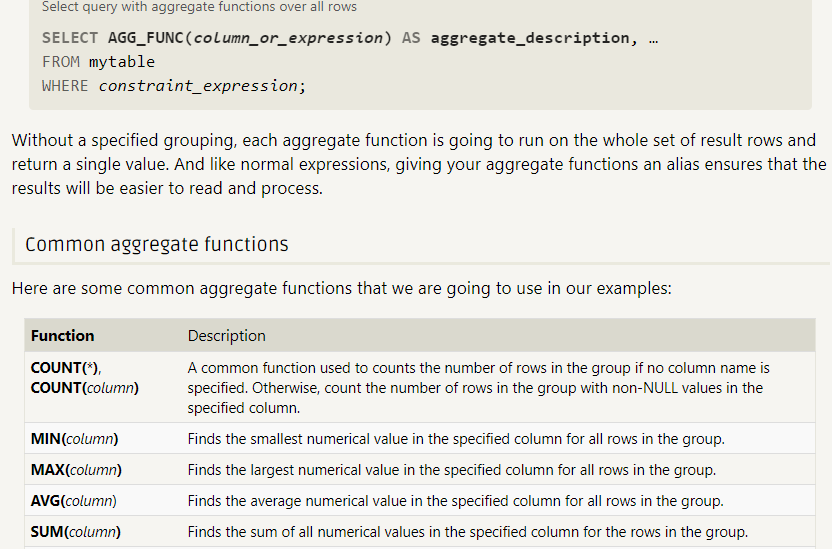 Select query with aggregate functions over all rows
SELECT AGG_FUNC(column_or_expression) AS aggregate_description, …
FROM mytable
WHERE constraint_expression;
Without a specified grouping, each aggregate function is going to run on the whole set of result rows and
return a single value. And like normal expressions, giving your aggregate functions an alias ensures that the
results will be easier to read and process.
Common aggregate functions
Here are some common aggregate functions that we are going to use in our examples:
Function Description
COUNT(*), A common function used to counts the number of rows in the group if no column name is
COUNT(column) specified. Otherwise, count the number of rows in the group with non-NULL values in the
specified column.
MIN(column) Finds the smallest numerical value in the specified column for all rows in the group.
MAX(column) Finds the largest numerical value in the specified column for all rows in the group.
AVG(column) Finds the average numerical value in the specified column for all rows in the group.
SUM(column) Finds the sum of all numerical values in the specified column for the rows in the group.